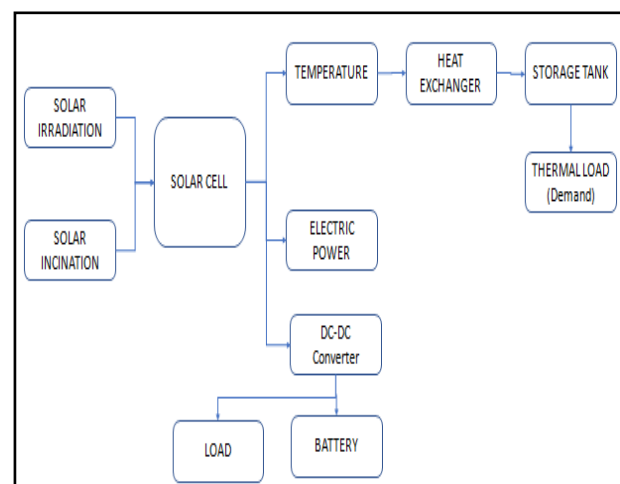 SOLAR
IRRADIATION
SOLAR
INCINATION
SOLAR CELL
TEMPERATURE
HEAT
EXCHANGER
STORAGE TANK
THERMAL LOAD
(Demand)
ELECTRIC
POWER
DC-DC
Converter
LOAD
BATTERY